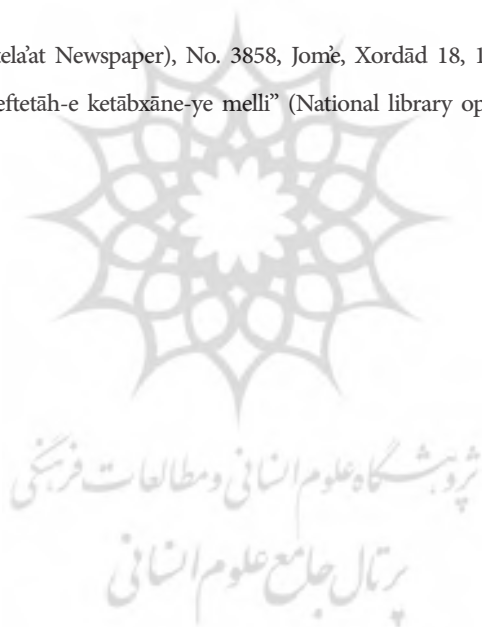 tela'at Newspaper), No. 3858, Jom'e, Xordād 18, 1
eftetāh-e ketābxāne-ye melli” (National library op
پژوهشگاه علوم انسانی و مطالعات فرهنگی
پرتال جامع علوم انسانی